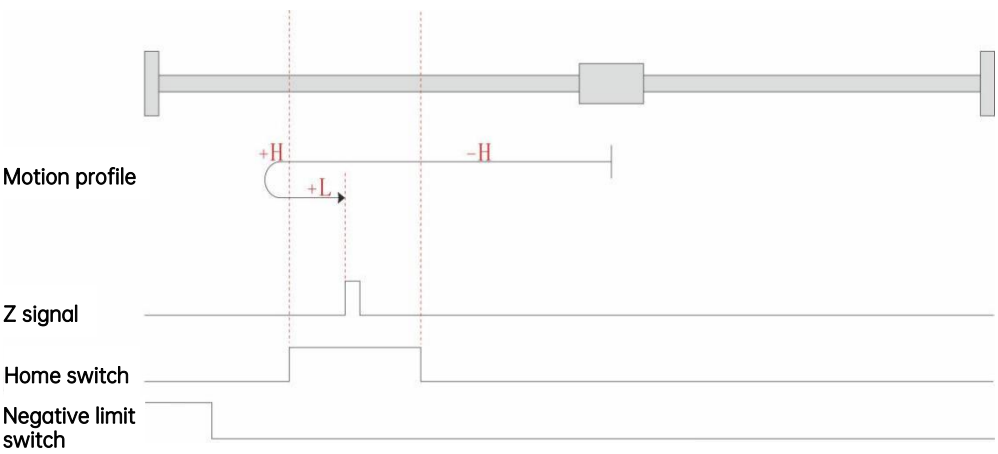 +H
−H
Motion profile
+L
Z signal
Home switch
Negative limit
switch